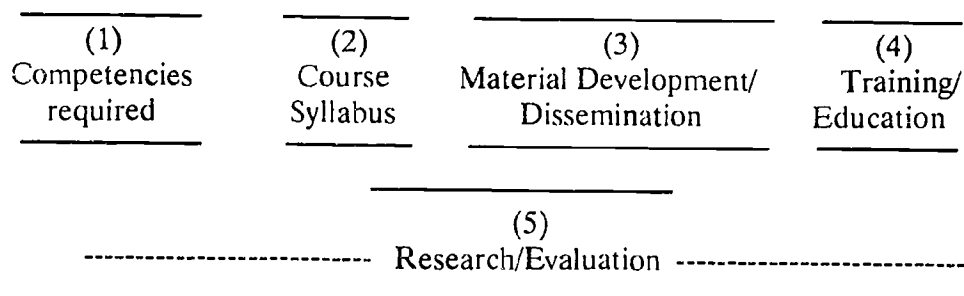 (1)
Competencies
required
(2)
Course
Syllabus
(3)
Material Development/
Dissemination
(4)
Training/
Education
(5)
Research/Evaluation